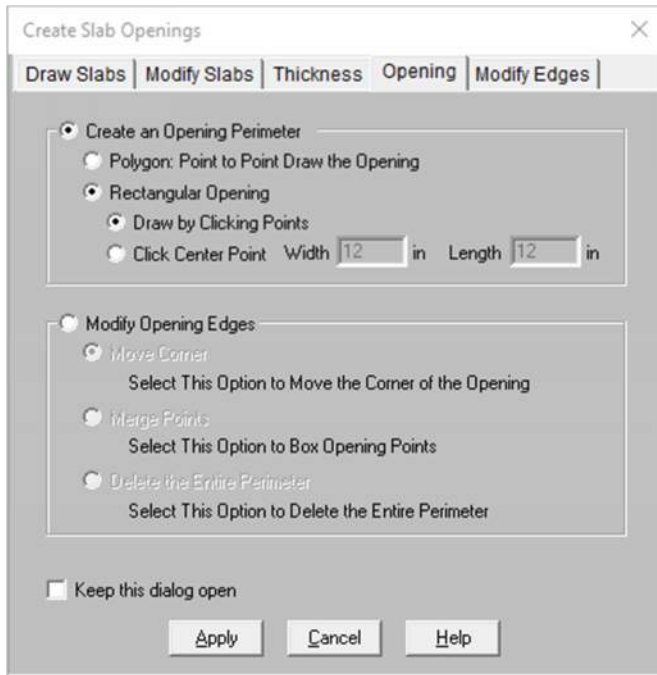 Create Slab Openings
Draw Slabs Modify Slabs Thickness Opening Modify Edges
Create an Opening Perimeter
Polygon: Point to Point Draw the Opening
Rectangular Opening
Draw by Clicking Points
Click Center Point Width 12 in Length 12 in
Modify Opening Edges
Move Corner
Select This Option to Move the Corner of the Opening
Merge Points
Select This Option to Box Opening Points
Delete the Entire Perimeter
Select This Option to Delete the Entire Perimeter
Keep this dialog open
Apply Cancel Help